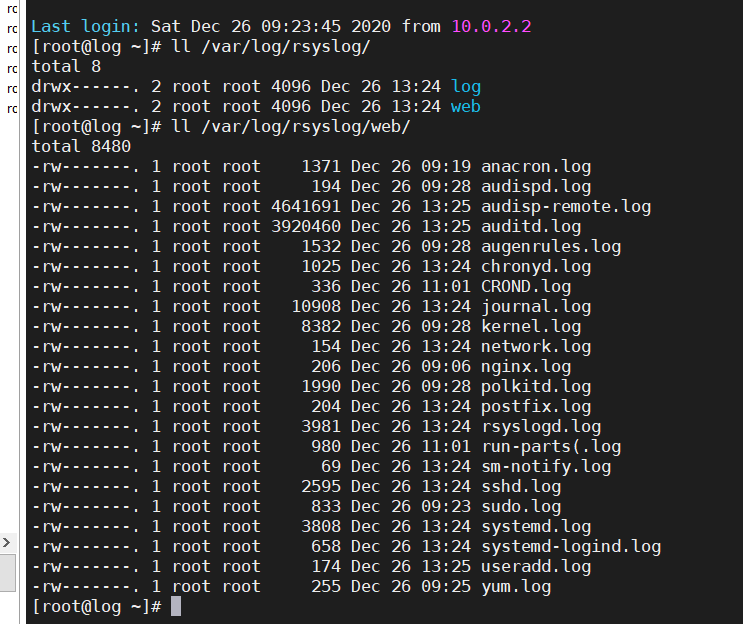 Last login: Sat Dec 26 09:23:45 2020 from 10.0.2.2
[root@log ~]# ll /var/log/rsyslog/
total 8
drwx------. 2 root root 4096 Dec 26 13:24 log
drwx------. 2 root root 4096 Dec 26 13:24 web
[root@log ~]# ll /var/log/rsyslog/web/
total 8480
-rw-------. 1 root root    1371 Dec 26 09:19 anacron.log
-rw-------. 1 root root     194 Dec 26 09:28 audispd.log
-rw-------. 1 root root 4641691 Dec 26 13:25 audisp-remote.log
-rw-------. 1 root root 3920460 Dec 26 13:25 auditd.log
-rw-------. 1 root root    1532 Dec 26 09:28 augenrules.log
-rw-------. 1 root root    1025 Dec 26 13:24 chronyd.log
-rw-------. 1 root root     336 Dec 26 11:01 CROND.log
-rw-------. 1 root root   10908 Dec 26 13:24 journal.log
-rw-------. 1 root root    8382 Dec 26 09:28 kernel.log
-rw-------. 1 root root     154 Dec 26 13:24 network.log
-rw-------. 1 root root     206 Dec 26 09:06 nginx.log
-rw-------. 1 root root    1990 Dec 26 09:28 polkitd.log
-rw-------. 1 root root     204 Dec 26 13:24 postfix.log
-rw-------. 1 root root    3981 Dec 26 13:24 rsyslogd.log
-rw-------. 1 root root     980 Dec 26 11:01 run-parts(.log
-rw-------. 1 root root      69 Dec 26 13:24 sm-notify.log
-rw-------. 1 root root    2595 Dec 26 13:24 sshd.log
-rw-------. 1 root root     833 Dec 26 09:23 sudo.log
-rw-------. 1 root root    3808 Dec 26 13:24 systemd.log
-rw-------. 1 root root     658 Dec 26 13:24 systemd-logind.log
-rw-------. 1 root root     174 Dec 26 13:25 useradd.log
-rw-------. 1 root root     255 Dec 26 09:25 yum.log
[root@log ~]#